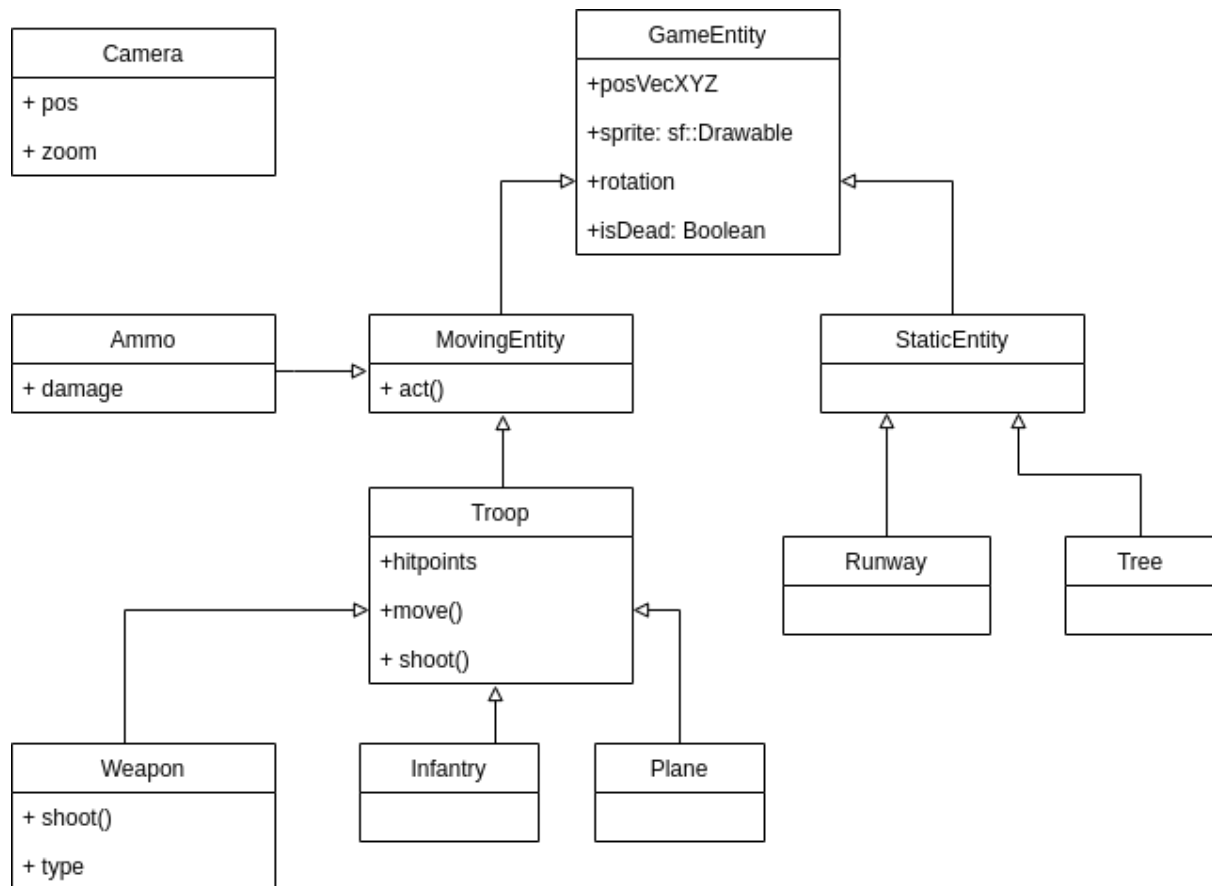 Camera
+ pos
+ zoom
GameEntity
+posVecXYZ
+sprite: sf::Drawable
+rotation
+isDead: Boolean
Ammo
+ damage
MovingEntity
+ act()
StaticEntity
Troop
+hitpoints
+move()
+ shoot()
Runway
Tree
Weapon
+ shoot()
+ type
Infantry
Plane